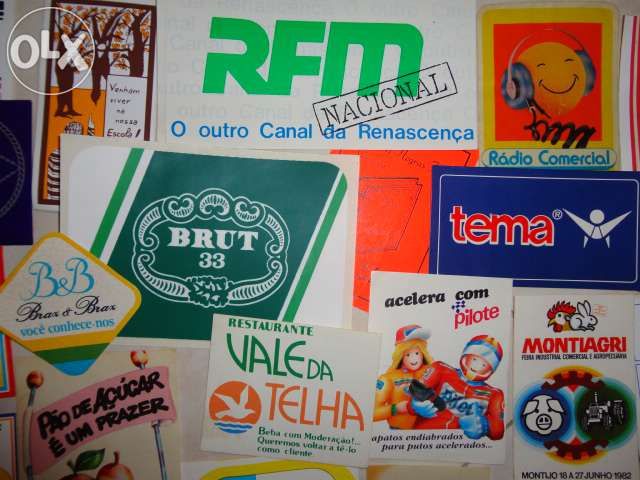 OLX
Venham
viver
na
nossa
Escola!
RFM
NACIONAL
O outro Canal da Renascença
Rádio Comercial
BRUT
33
tema®
B&B
Braz & Braz
você conhece-nos
RESTAURANTE
VALE DA
TELHA
Beba com Moderação!...
Queremos voltar a tê-lo
como cliente
acelera com
pilote
sapatos endiabrados
para putos acelerados...
MONTIAGRI
FEIRA INDUSTRIAL COMERCIAL E AGROPECUÁRIA
MONTIJO 18 A 27 JUNHO 1982
PÃO DE AÇÚCAR
É UM PRAZER